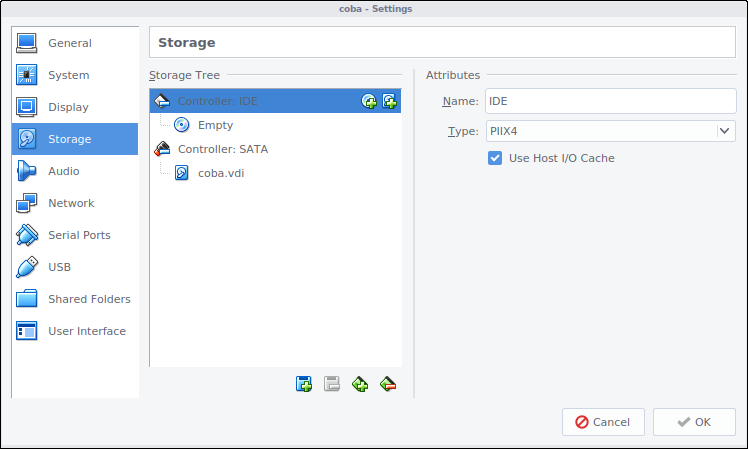 coba - Settings
General
System
Display
Storage
Audio
Network
Serial Ports
USB
Shared Folders
User Interface
Storage
Storage Tree
Controller: IDE
Empty
Controller: SATA
coba.vdi
Attributes
Name: IDE
Type: PIIX4
Use Host I/O Cache
Cancel
OK